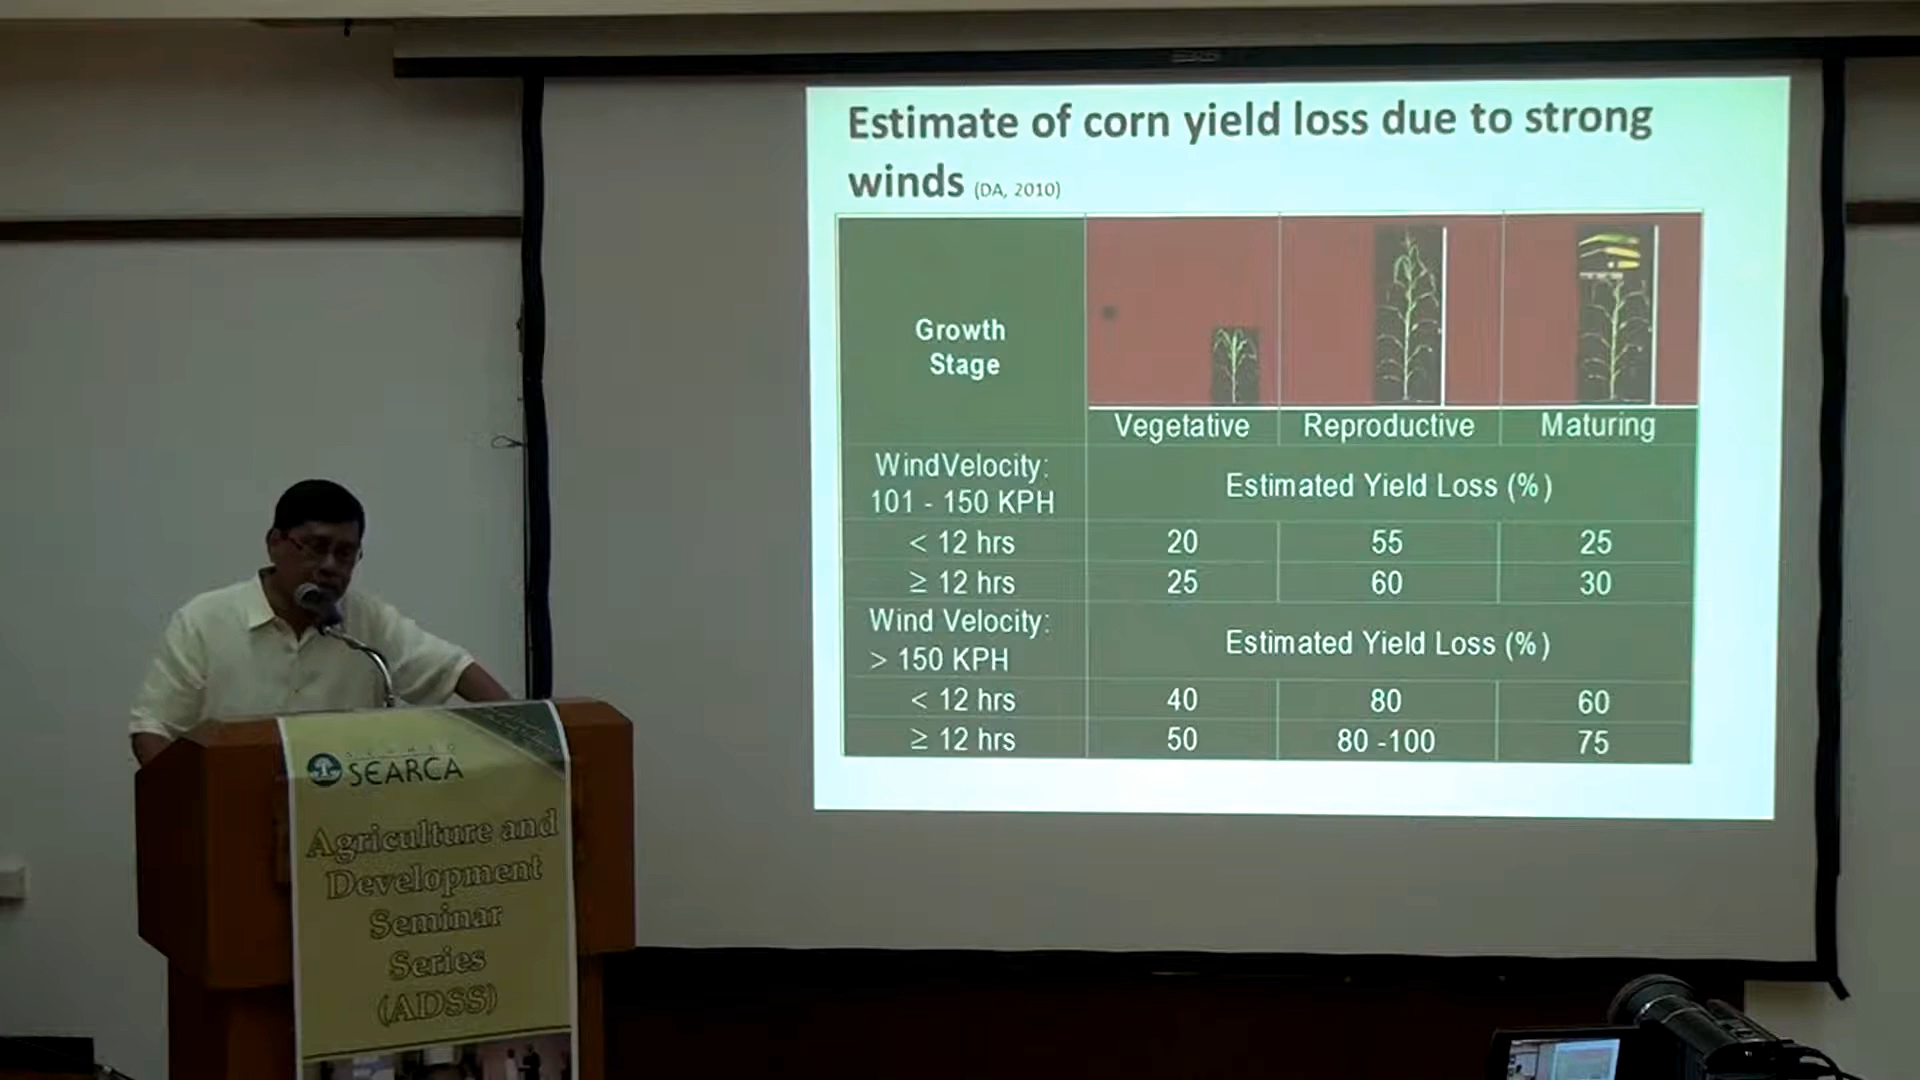 Estimate of corn yield loss due to strong
winds (DA, 2010)
Growth
Stage
Vegetative Reproductive Maturing
WindVelocity:
101 - 150 KPH
Estimated Yield Loss (%)
< 12 hrs 20 55 25
≥ 12 hrs 25 60 30
Wind Velocity:
> 150 KPH
Estimated Yield Loss (%)
< 12 hrs 40 80 60
≥ 12 hrs 50 80 -100 75
SEARCA
Agriculture and
Development
Seminar
Series
(ADSS)